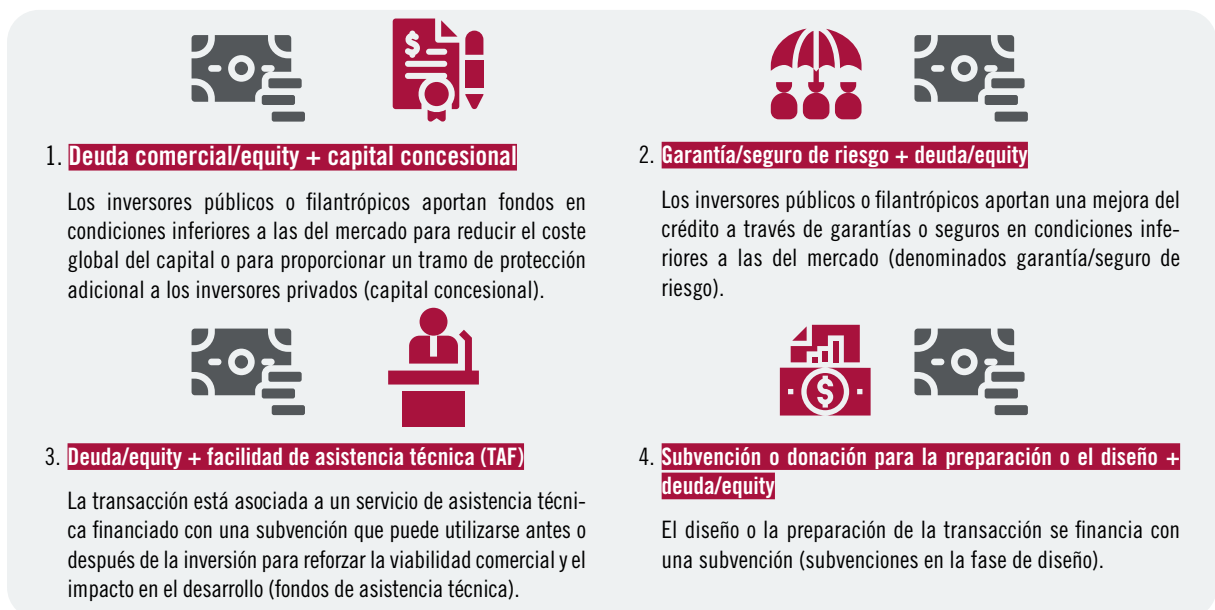 1. Deuda comercial/equity + capital concesional
Los inversores públicos o filantrópicos aportan fondos en
condiciones inferiores a las del mercado para reducir el coste
global del capital o para proporcionar un tramo de protección
adicional a los inversores privados (capital concesional).
2. Garantía/seguro de riesgo + deuda/equity
Los inversores públicos o filantrópicos aportan una mejora del
crédito a través de garantías o seguros en condiciones infe-
riores a las del mercado (denominados garantía/seguro de
riesgo).
3. Deuda/equity + facilidad de asistencia técnica (TAF)
La transacción está asociada a un servicio de asistencia técni-
ca financiado con una subvención que puede utilizarse antes o
después de la inversión para reforzar la viabilidad comercial y el
impacto en el desarrollo (fondos de asistencia técnica).
4. Subvención o donación para la preparación o el diseño +
deuda/equity
El diseño o la preparación de la transacción se financia con
una subvención (subvenciones en la fase de diseño).